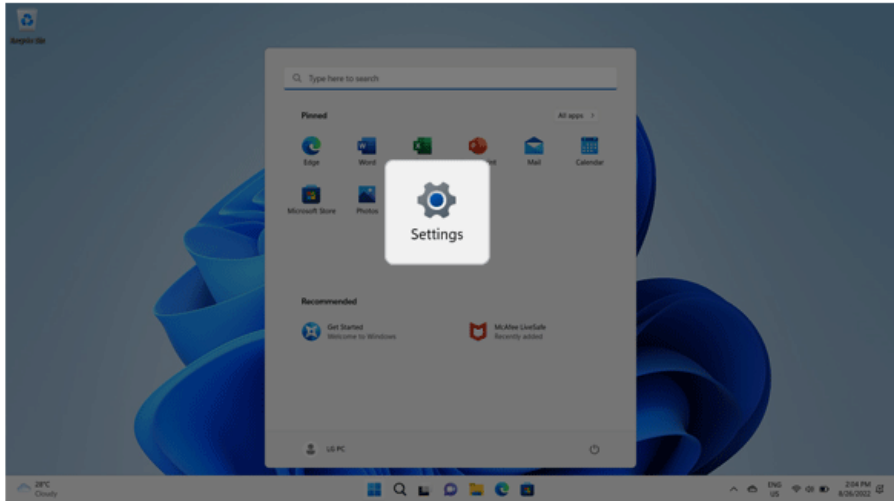 Recycle Bin
Type here to search
Pinned
All apps >
Edge
Word
Mail
Calendar
Microsoft Store
Photos
Settings
Recommended
Get Started
Welcome to Windows
McAfee LiveSafe
Recently added
LG PC
28°C
Cloudy
ENG
US
2:04 PM
8/26/2022